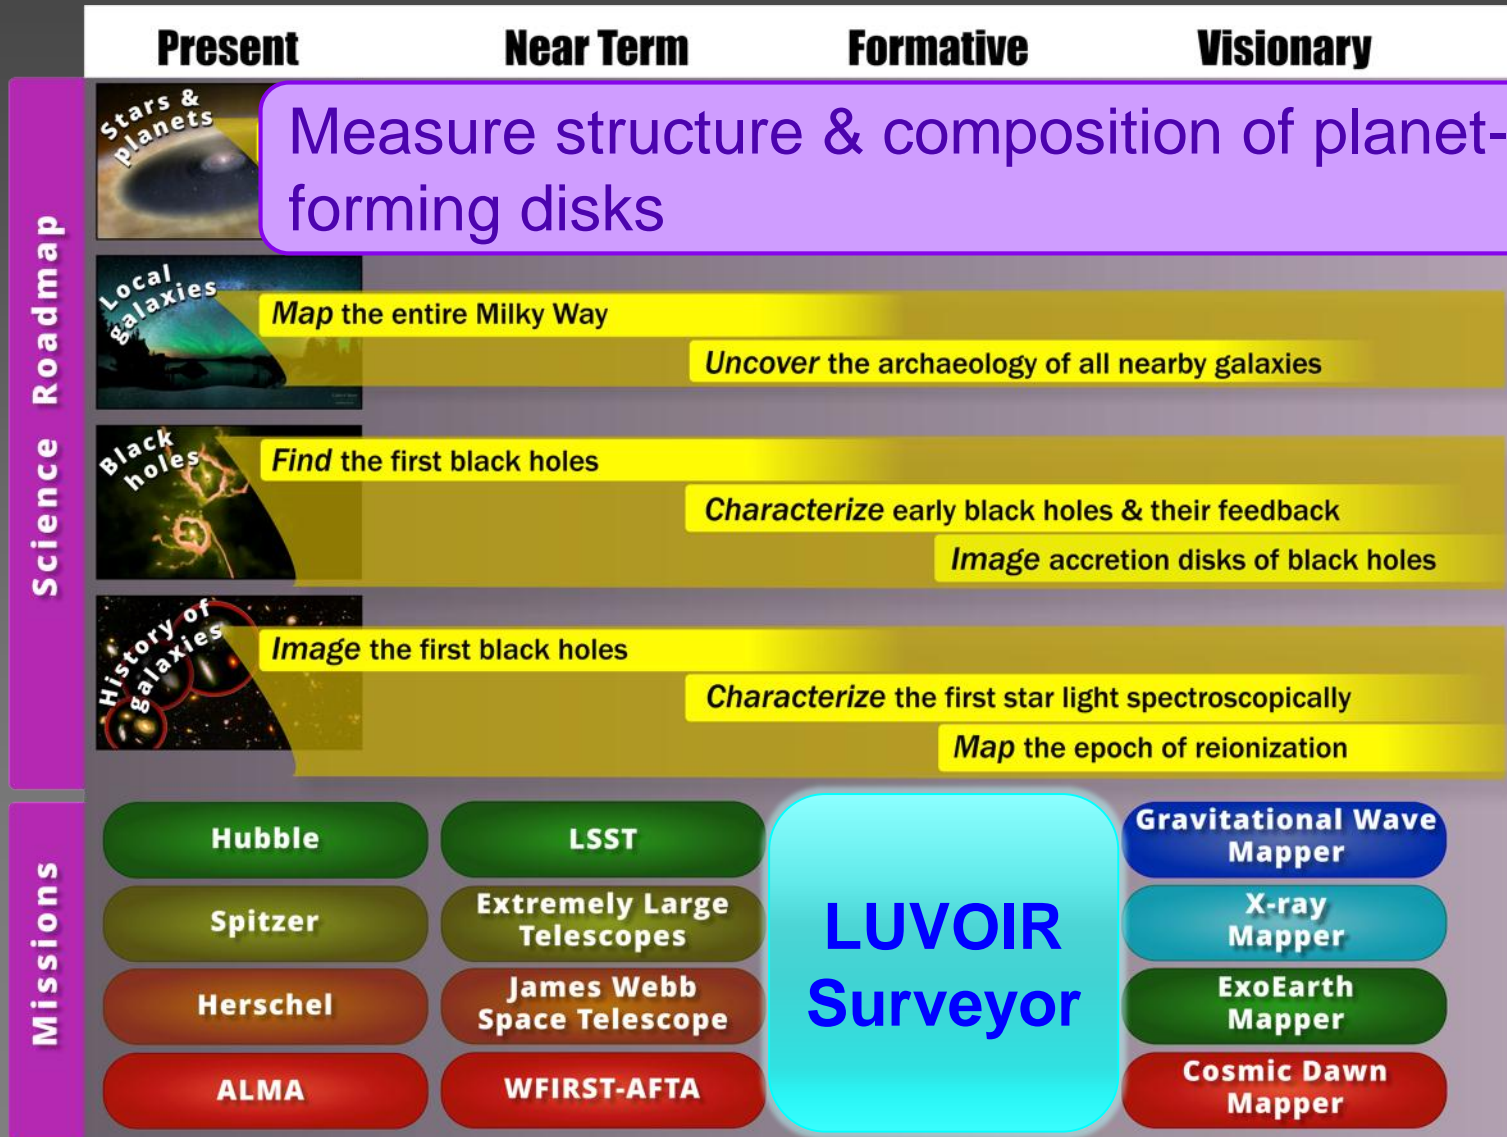 Present Near Term Formative Visionary
Science Roadmap
Stars &
planets
Measure structure & composition of planet-
forming disks
Local
galaxies
Map the entire Milky Way
Uncover the archaeology of all nearby galaxies
Black
holes
Find the first black holes
Characterize early black holes & their feedback
Image accretion disks of black holes
History of
galaxies
Image the first black holes
Characterize the first star light spectroscopically
Map the epoch of reionization
Missions
Hubble
Spitzer
Herschel
ALMA
LSST
Extremely Large
Telescopes
James Webb
Space Telescope
WFIRST-AFTA
LUVOIR
Surveyor
Gravitational Wave
Mapper
X-ray
Mapper
ExoEarth
Mapper
Cosmic Dawn
Mapper